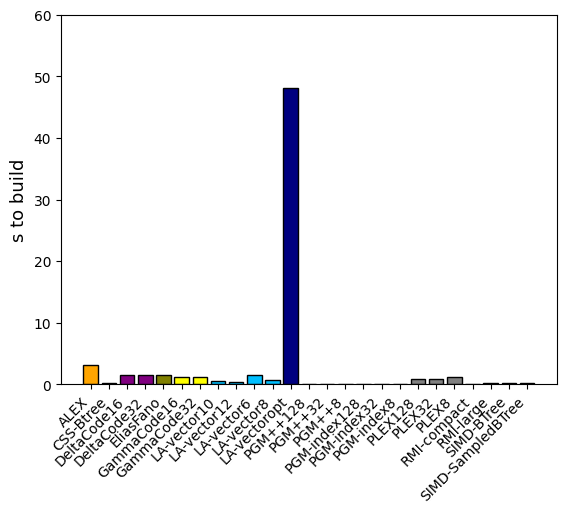 60
50
40
30
20
10
0
s to build
ALEX
CSS-Btree
DeltaCode16
DeltaCode32
EliasFano
GammaCode16
GammaCode32
LA-vector10
LA-vector12
LA-vector6
LA-vector8
LA-vectoropt
PGM++128
PGM++32
PGM++8
PGM-index128
PGM-index32
PGM-index8
PLEX128
PLEX32
PLEX8
RMI-compact
RMI-large
SIMD-BTree
SIMD-SampledBTree